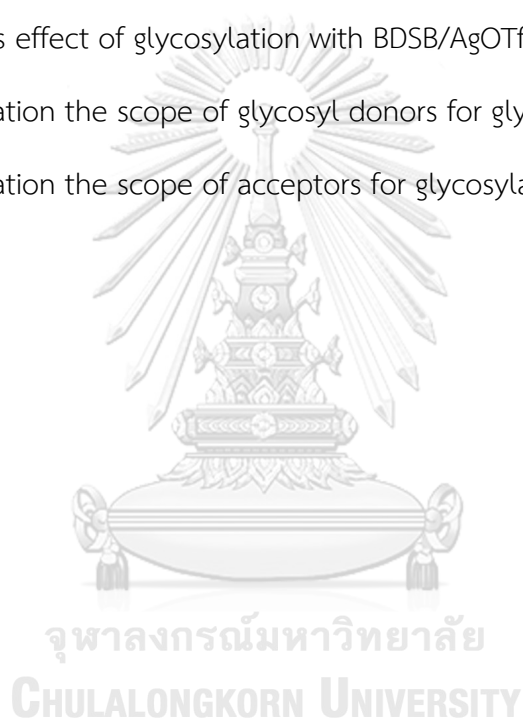 s effect of glycosylation with BDSB/AgOTf
ation the scope of glycosyl donors for gly
ation the scope of acceptors for glycosyla
จุฬาลงกรณ์มหาวิทยาลัย
CHULALONGKORN UNIVERSITY